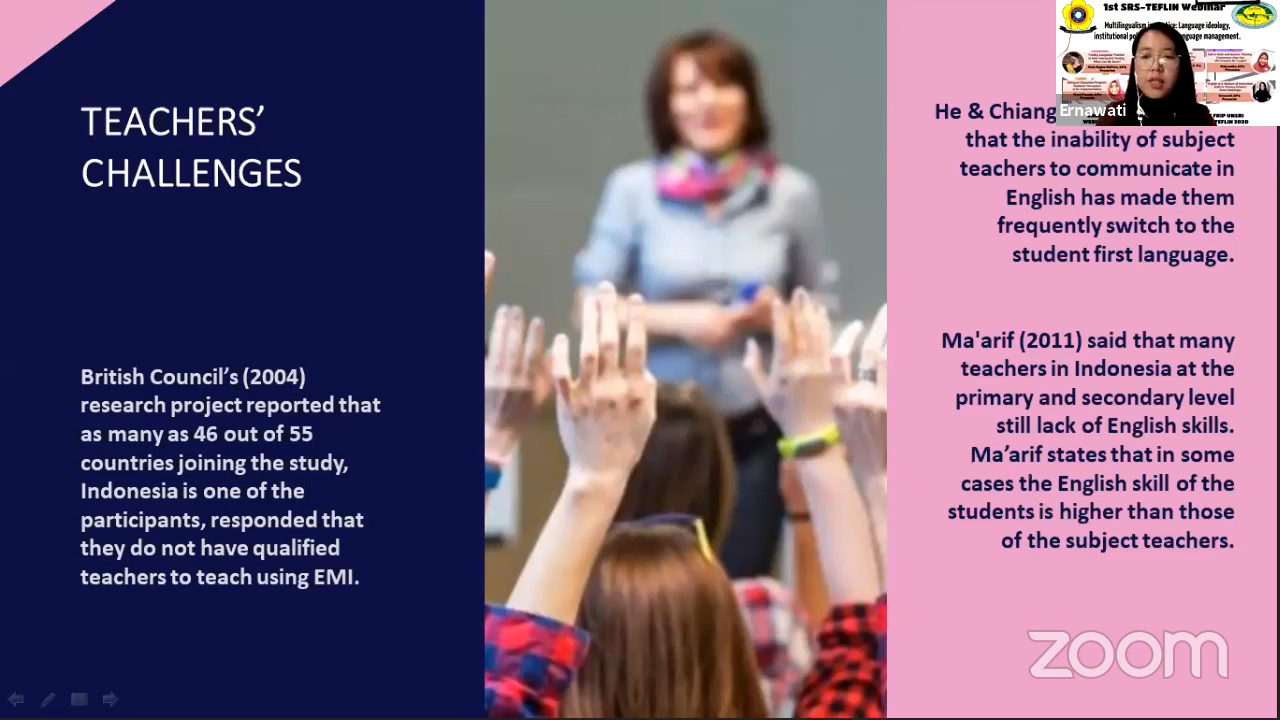 TEACHERS’
CHALLENGES
British Council’s (2004)
research project reported that
as many as 46 out of 55
countries joining the study,
Indonesia is one of the
participants, responded that
they do not have qualified
teachers to teach using EMI.
1st SRS-TEFLIN Webinar
Ernawati
He & Chiang
that the inability of subject
teachers to communicate in
English has made them
frequently switch to the
student first language.
Ma'arif (2011) said that many
teachers in Indonesia at the
primary and secondary level
still lack of English skills.
Ma’arif states that in some
cases the English skill of the
students is higher than those
of the subject teachers.
zoom